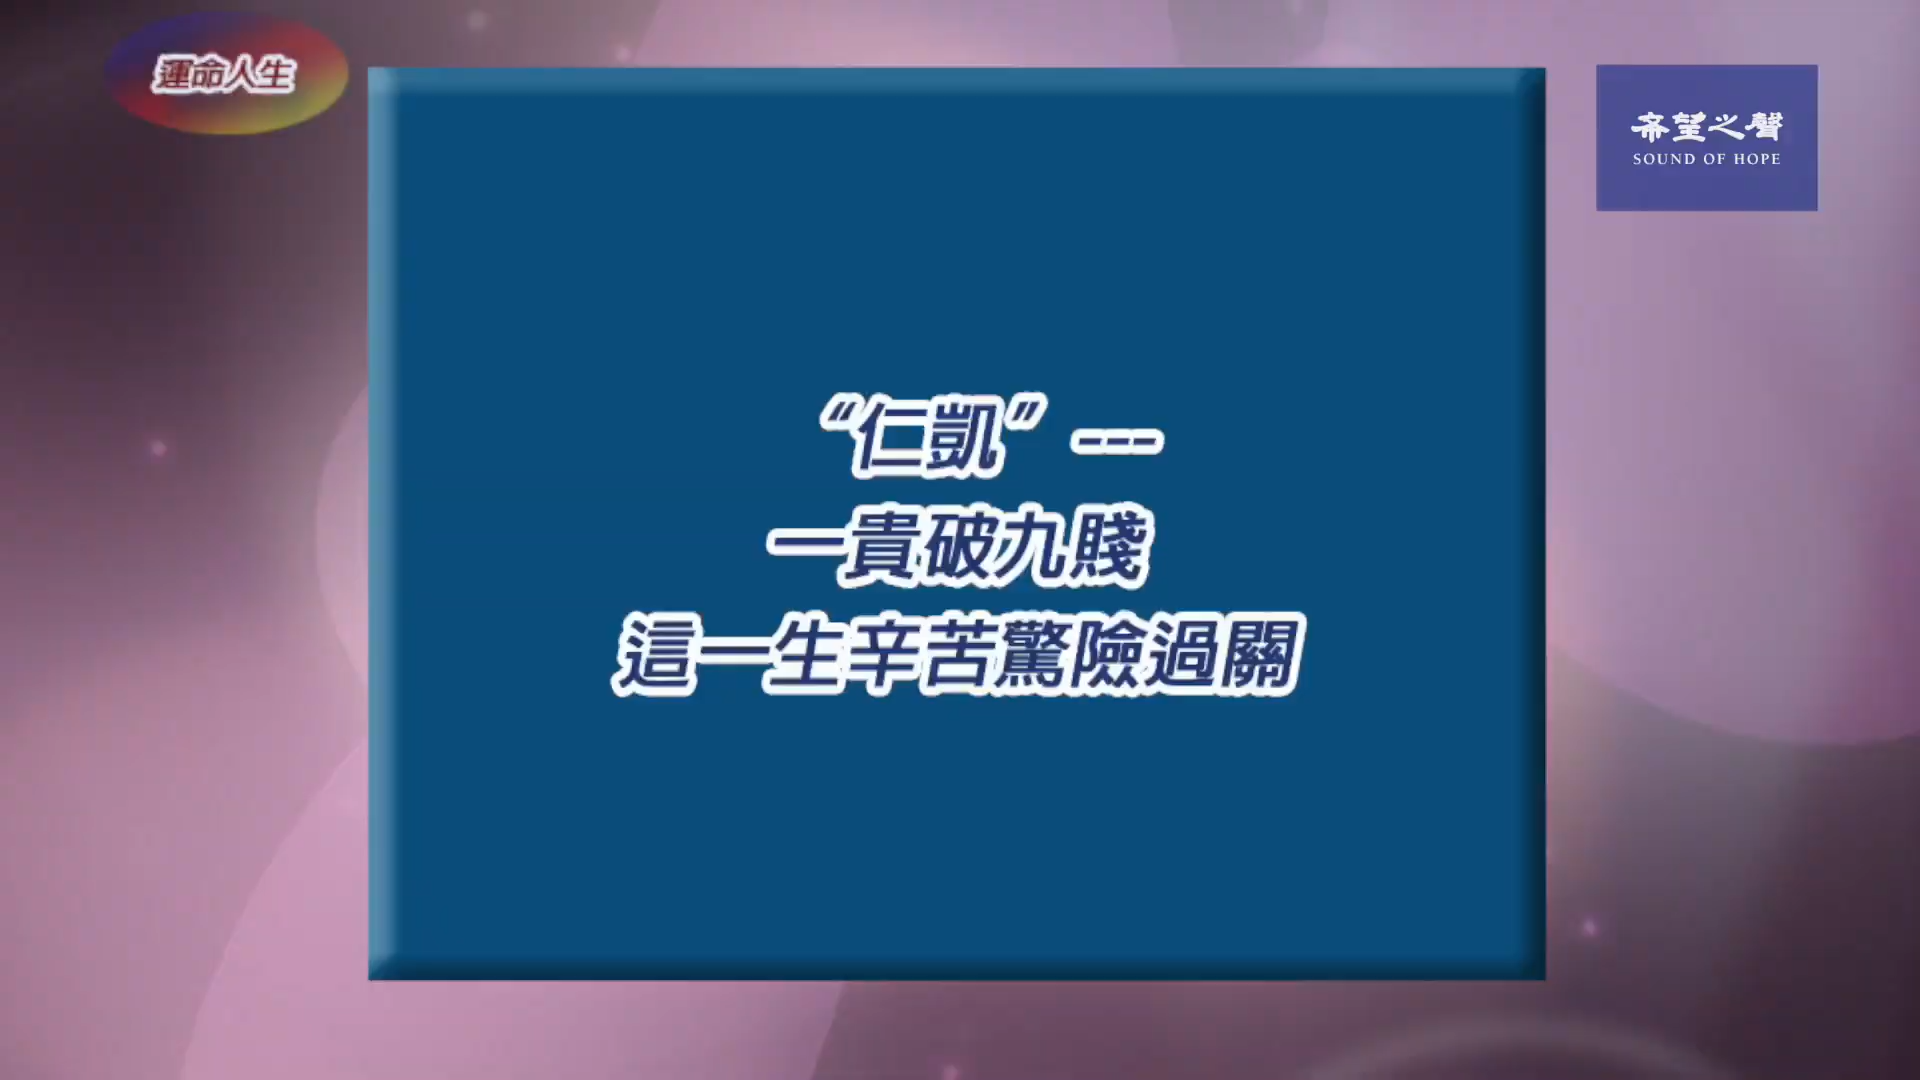 運命人生
希望之聲
SOUND OF HOPE
“仁凱” ---
一貴破九賤
這一生辛苦驚險過關